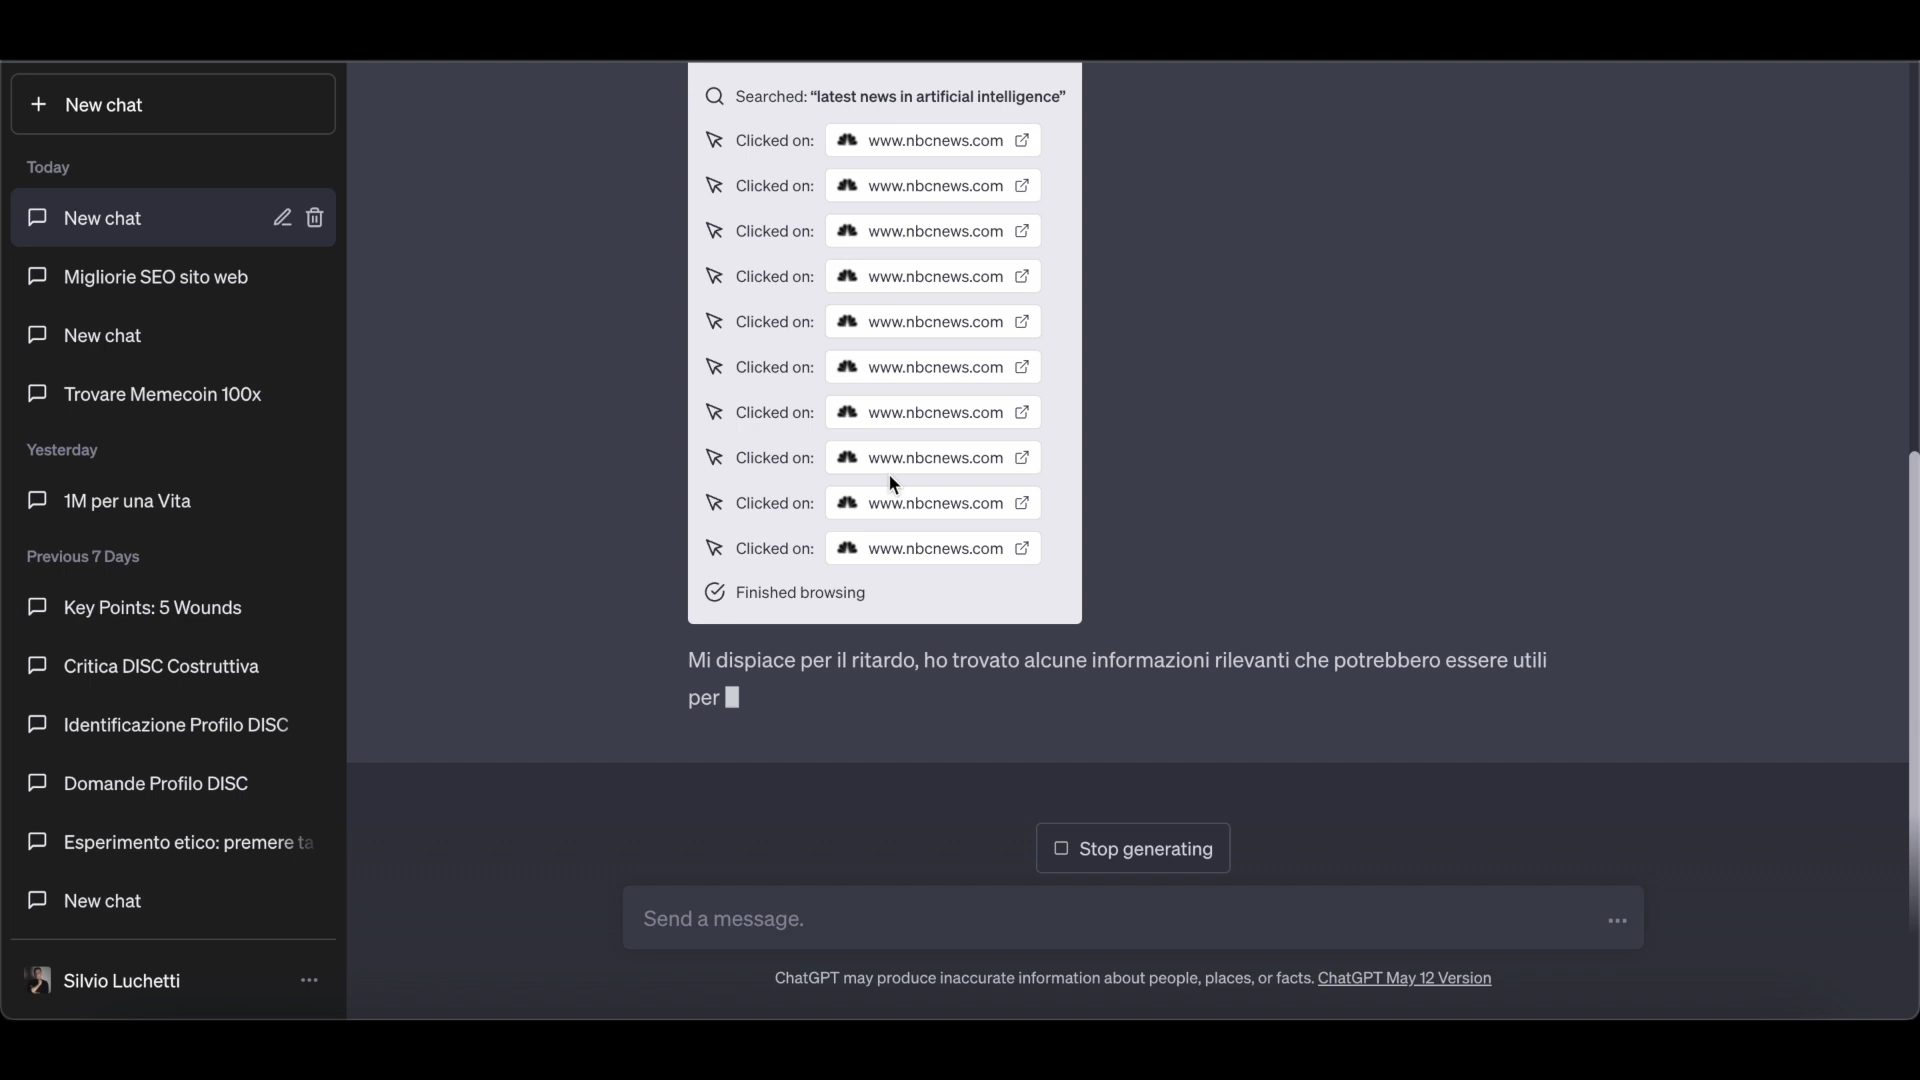 New chat
Today
New chat
Migliorie SEO sito web
New chat
Trovare Memecoin 100x
Yesterday
1M per una Vita
Previous 7 Days
Key Points: 5 Wounds
Critica DISC Costruttiva
Identificazione Profilo DISC
Domande Profilo DISC
Esperimento etico: premere ta
New chat
Silvio Luchetti
Searched: “latest news in artificial intelligence”
Clicked on: www.nbcnews.com
Clicked on: www.nbcnews.com
Clicked on: www.nbcnews.com
Clicked on: www.nbcnews.com
Clicked on: www.nbcnews.com
Clicked on: www.nbcnews.com
Clicked on: www.nbcnews.com
Clicked on: www.nbcnews.com
Clicked on: www.nbcnews.com
Clicked on: www.nbcnews.com
Finished browsing
Mi dispiace per il ritardo, ho trovato alcune informazioni rilevanti che potrebbero essere utili
per
Stop generating
Send a message.
ChatGPT may produce inaccurate information about people, places, or facts. ChatGPT May 12 Version